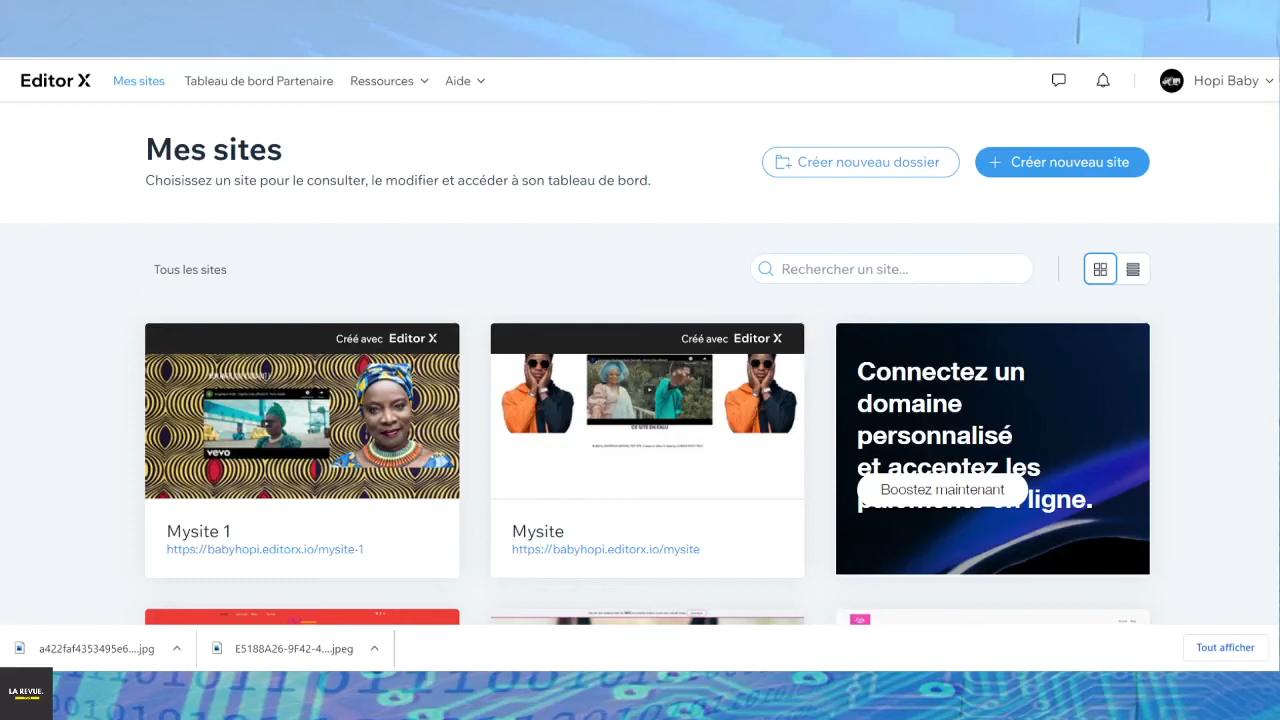 Editor X
Mes sites
Tableau de bord Partenaire
Ressources
Aide
Hopi Baby
Mes sites
Choisissez un site pour le consulter, le modifier et accéder à son tableau de bord.
Créer nouveau dossier
Créer nouveau site
Tous les sites
Rechercher un site...
Créé avec Editor X
vevo
Mysite 1
https://babyhopi.editorx.io/mysite-1
Créé avec Editor X
CE SITE EN EXLU
Mysite
https://babyhopi.editorx.io/mysite
Connectez un
domaine
personnalisé
et acceptez les
ligne.
Boostez maintenant
a422faf4353495e6....jpg
E5188A26-9F42-4....jpeg
Tout afficher
LA REVUE.